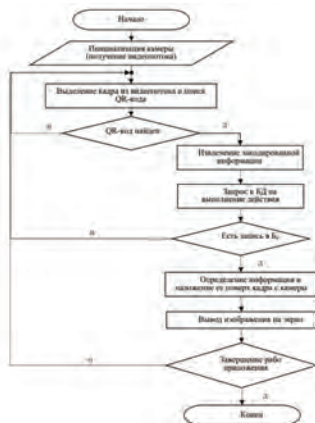 Начало
Инициализация камеры
(получение видеопотока)
Выделение кадра из видеопотока и поиск
QR-кода
QR-код найден
Д
Извлечение закодированной
информации
Запрос к БД на
выполнение действия
Есть запись в Б
Д
Определение информации и
наложение ее поверх кадра с камеры
Вывод изображения на экран
Завершение рабо
приложения
Д
Конец